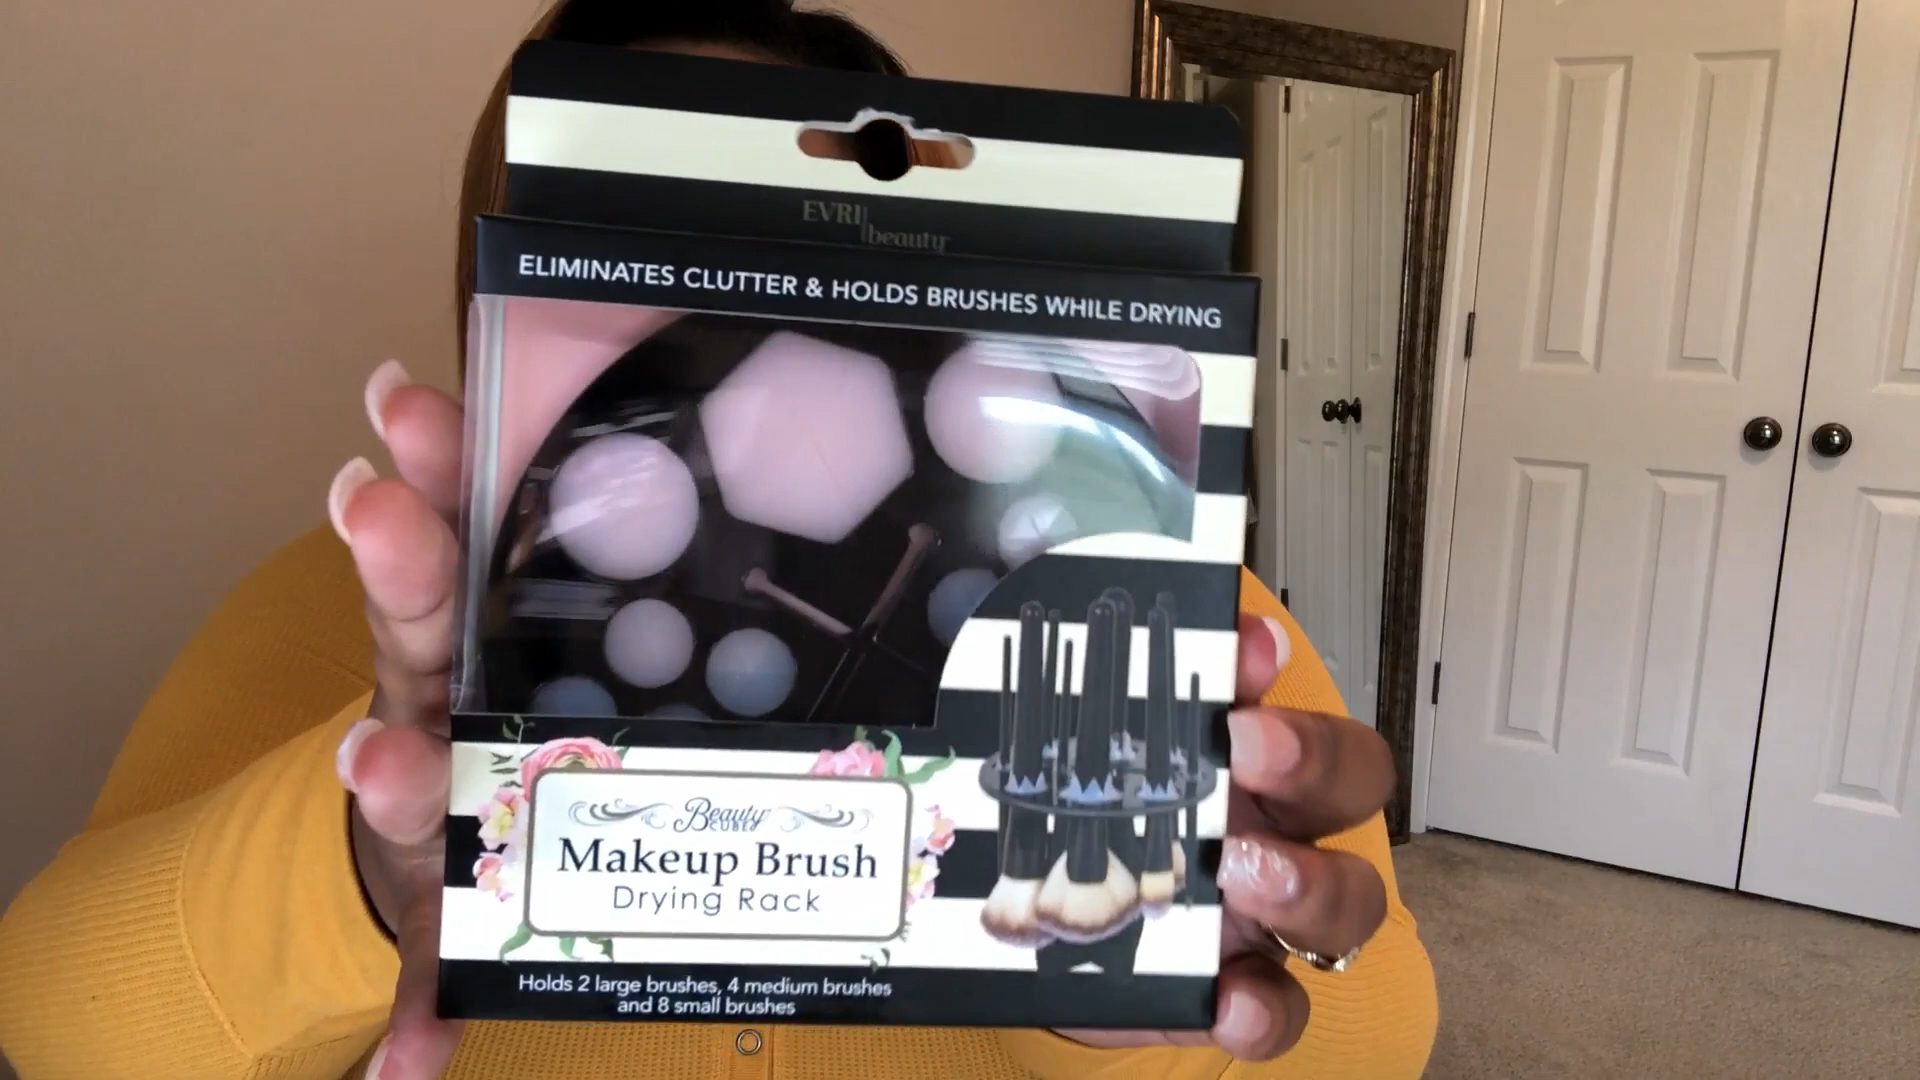 EVRI
beauty
ELIMINATES CLUTTER & HOLDS BRUSHES WHILE DRYING
Beauty
CUBED
Makeup Brush
Drying Rack
Holds 2 large brushes, 4 medium brushes
and 8 small brushes